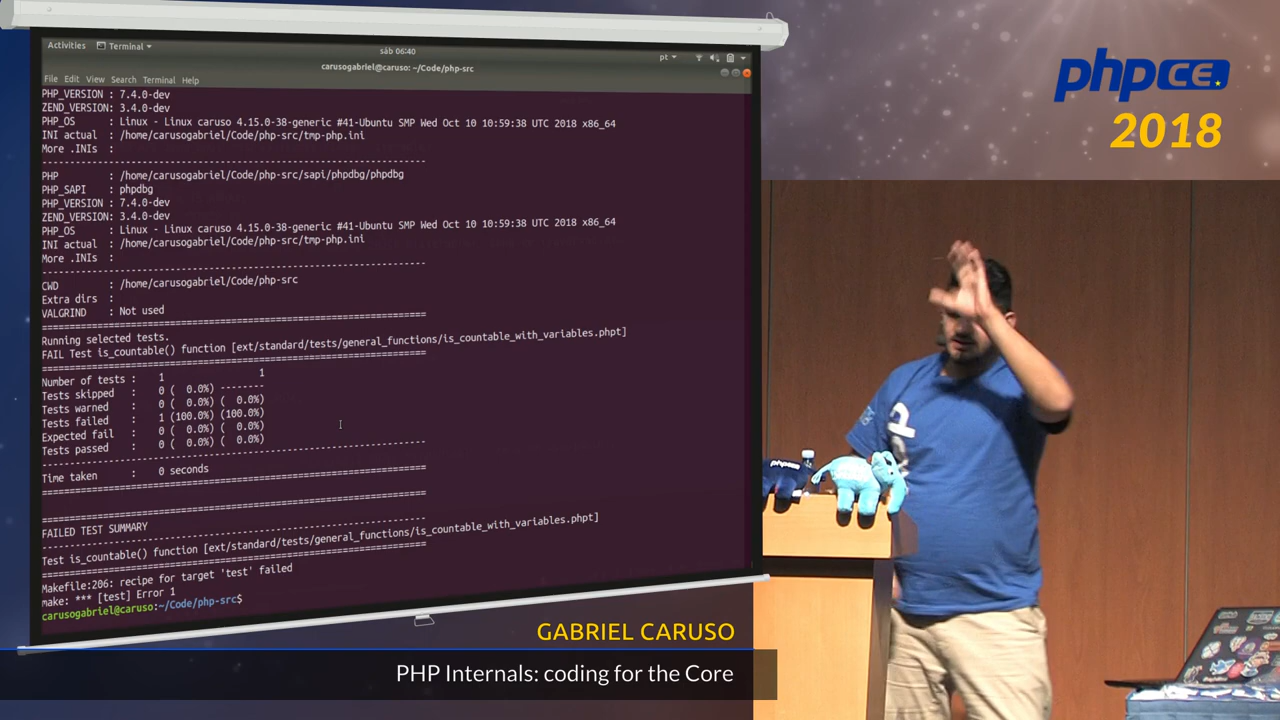 Activities Terminal
sáb 06:40
pt
carusogabriel@caruso: ~/Code/php-src
File Edit View Search Terminal Help
PHP_VERSION : 7.4.0-dev
ZEND_VERSION: 3.4.0-dev
PHP_OS : Linux - Linux caruso 4.15.0-38-generic #41-Ubuntu SMP Wed Oct 10 10:59:38 UTC 2018 x86_64
INI actual : /home/carusogabriel/Code/php-src/tmp-php.ini
More .INIs :
---------------------------------------------------------------------
PHP : /home/carusogabriel/Code/php-src/sapi/phpdbg/phpdbg
PHP_SAPI : phpdbg
PHP_VERSION : 7.4.0-dev
ZEND_VERSION: 3.4.0-dev
PHP_OS : Linux - Linux caruso 4.15.0-38-generic #41-Ubuntu SMP Wed Oct 10 10:59:38 UTC 2018 x86_64
INI actual : /home/carusogabriel/Code/php-src/tmp-php.ini
More .INIs :
---------------------------------------------------------------------
CWD : /home/carusogabriel/Code/php-src
Extra dirs :
VALGRIND : Not used
=====================================================================
Running selected tests.
FAIL Test is_countable() function [ext/standard/tests/general_functions/is_countable_with_variables.phpt]
=====================================================================
Number of tests : 1 1
Tests skipped : 0 ( 0.0%) --------
Tests warned : 0 ( 0.0%) ( 0.0%)
Tests failed : 1 (100.0%) (100.0%)
Expected fail : 0 ( 0.0%) ( 0.0%)
Tests passed : 0 ( 0.0%) ( 0.0%)
---------------------------------------------------------------------
Time taken : 0 seconds
=====================================================================
=====================================================================
FAILED TEST SUMMARY
---------------------------------------------------------------------
Test is_countable() function [ext/standard/tests/general_functions/is_countable_with_variables.phpt]
=====================================================================
Makefile:206: recipe for target 'test' failed
make: *** [test] Error 1
carusogabriel@caruso:~/Code/php-src$
phpce.
2018
phpce
GABRIEL CARUSO
PHP Internals: coding for the Core